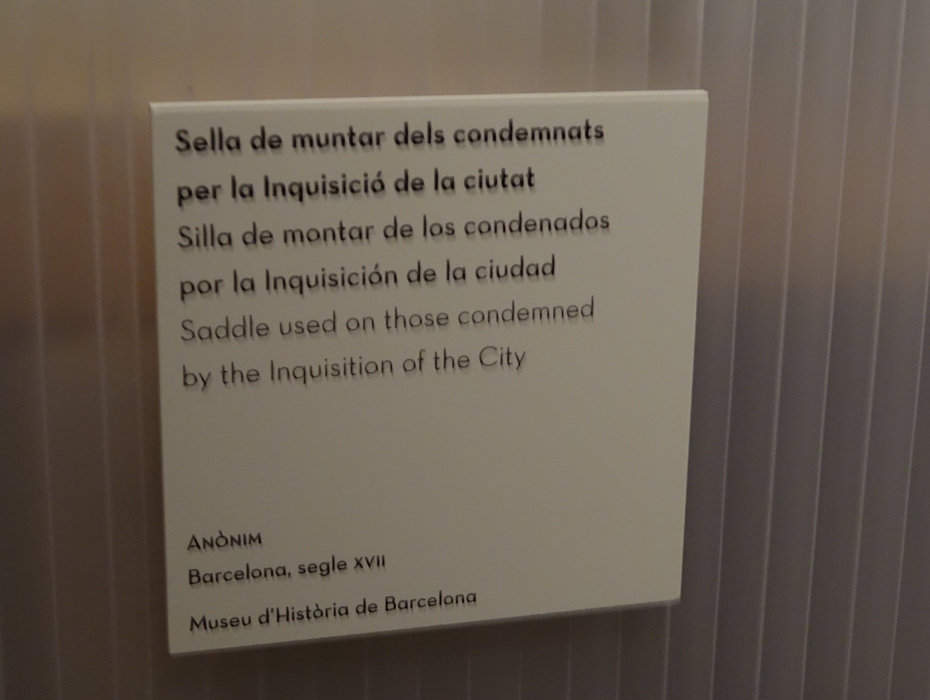 Sella de muntar dels condemnats
per la Inquisició de la ciutat
Silla de montar de los condenados
por la Inquisición de la ciudad
Saddle used on those condemned
by the Inquisition of the City
ANÒNIM
Barcelona, segle XVII
Museu d'Història de Barcelona